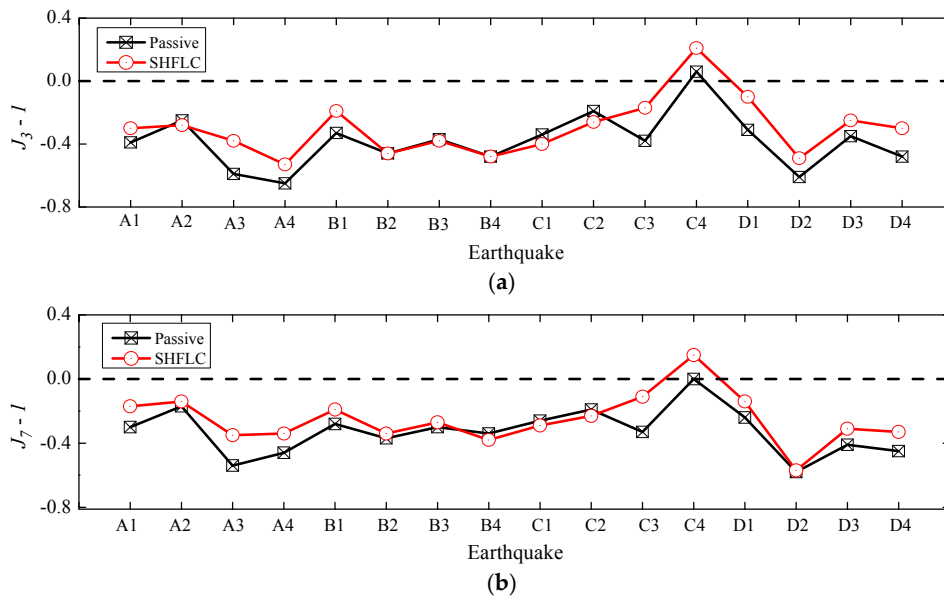 0.4
Passive
SHFLC
0.0
J3 - 1
-0.4
-0.8
A1 A2 A3 A4 B1 B2 B3 B4 C1 C2 C3 C4 D1 D2 D3 D4
Earthquake
(a)
0.4
Passive
SHFLC
0.0
J7 - 1
-0.4
-0.8
A1 A2 A3 A4 B1 B2 B3 B4 C1 C2 C3 C4 D1 D2 D3 D4
Earthquake
(b)